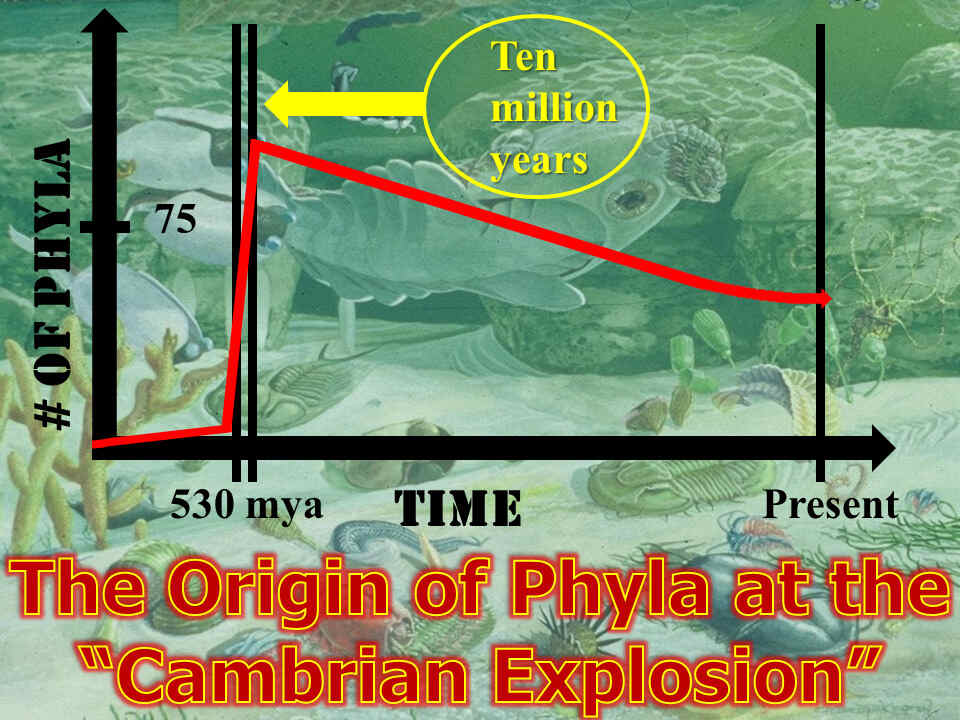 Ten
million
years
# OF PHYLA
75
530 mya
TIME
Present
The Origin of Phyla at the
“Cambrian Explosion”